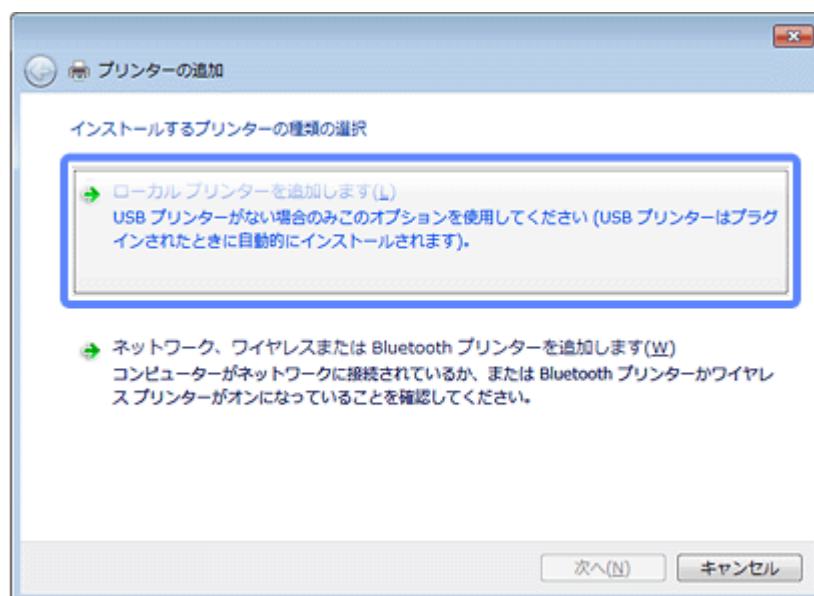 プリンターの追加
インストールするプリンターの種類の選択
ローカル プリンターを追加します(L)
USB プリンターがない場合のみこのオプションを使用してください (USB プリンターはプラグ
インされたときに自動的にインストールされます)。
ネットワーク、ワイヤレスまたは Bluetooth プリンターを追加します(W)
コンピューターがネットワークに接続されているか、または Bluetooth プリンターかワイヤレ
ス プリンターがオンになっていることを確認してください。
次へ(N)
キャンセル